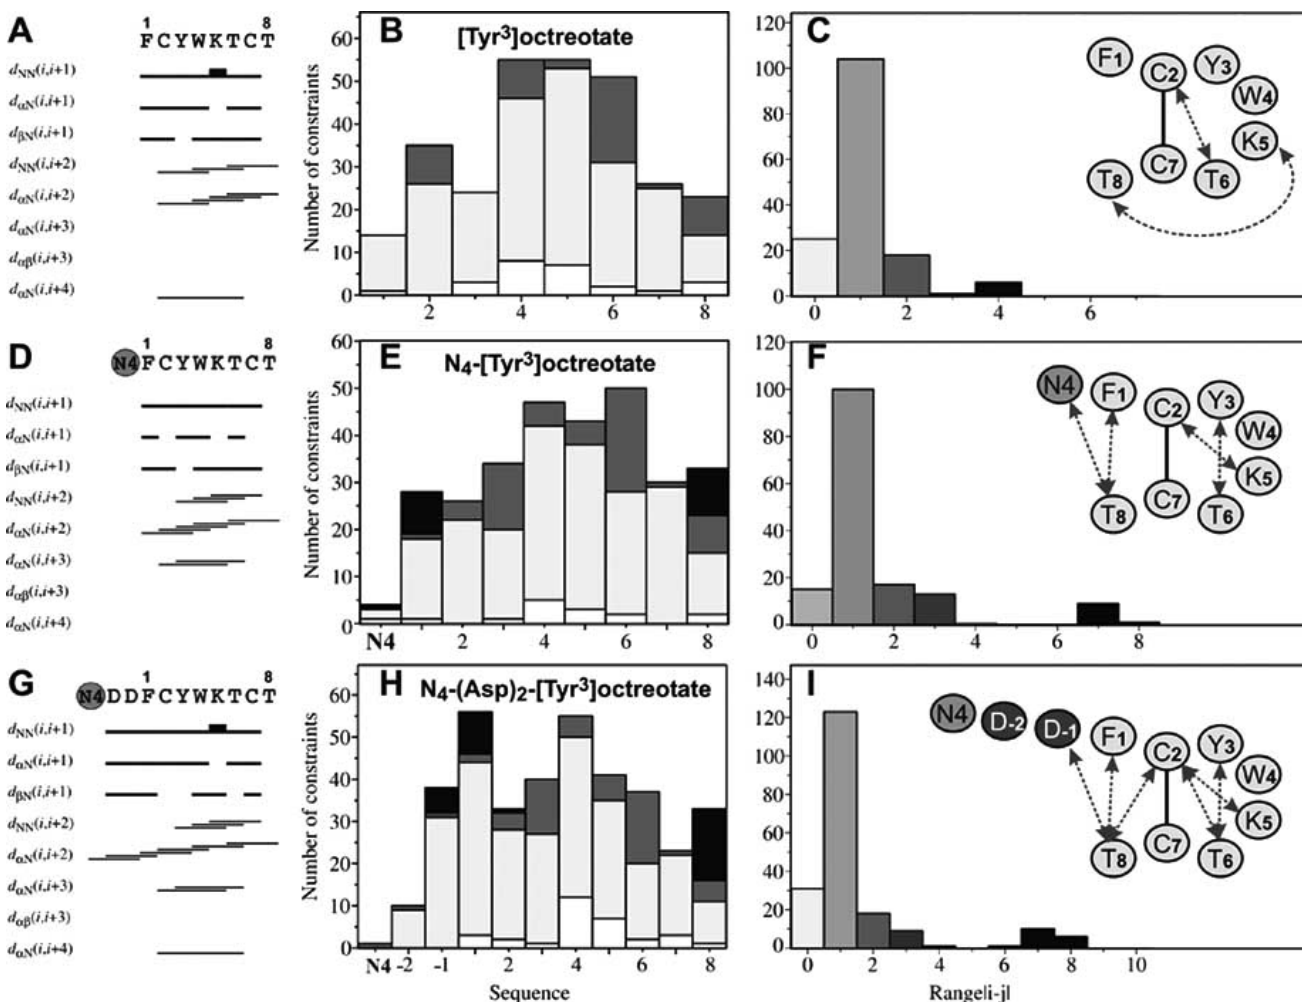 A
1 8
FCYWKTCT
dNN(i,i+1)
dαN(i,i+1)
dβN(i,i+1)
dNN(i,i+2)
dαN(i,i+2)
dαN(i,i+3)
dαβ(i,i+3)
dαN(i,i+4)
B
[Tyr³]octreotate
Number of constraints
60
50
40
30
20
10
0
2 4 6 8
C
120
100
80
60
40
20
0
0 2 4 6
F1 C2 Y3
W4
K5
T8 C7 T6
D
1 8
N4 FCYWKTCT
dNN(i,i+1)
dαN(i,i+1)
dβN(i,i+1)
dNN(i,i+2)
dαN(i,i+2)
dαN(i,i+3)
dαβ(i,i+3)
dαN(i,i+4)
E
N₄-[Tyr³]octreotate
Number of constraints
60
50
40
30
20
10
0
N4 2 4 6 8
F
120
100
80
60
40
20
0
0 2 4 6 8
N4 F1 C2 Y3
W4
K5
T8 C7 T6
G
1 8
N4 DDFCYWKTCT
dNN(i,i+1)
dαN(i,i+1)
dβN(i,i+1)
dNN(i,i+2)
dαN(i,i+2)
dαN(i,i+3)
dαβ(i,i+3)
dαN(i,i+4)
H
N₄-(Asp)₂-[Tyr³]octreotate
Number of constraints
60
50
40
30
20
10
0
N4 -2 -1 2 4 6 8
Sequence
I
140
120
100
80
60
40
20
0
0 2 4 6 8 10
Range|i-j|
N4 D-2 D-1 F1 C2 Y3
W4
K5
T8 C7 T6